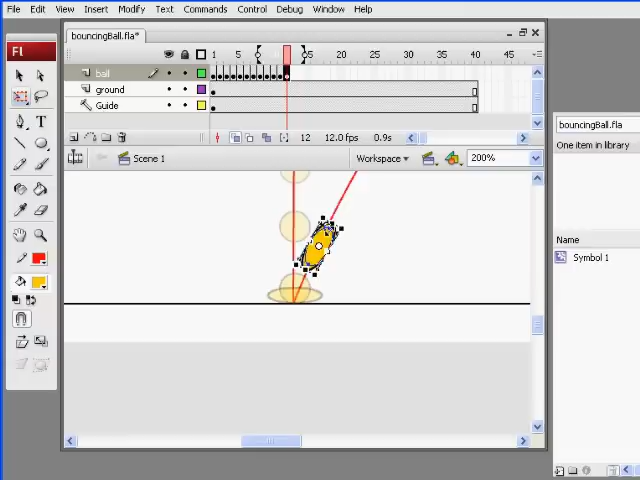 File Edit View Insert Modify Text Commands Control Debug Window Help
bouncingBall.fla*
Fl
1 5 15 20 25 30 35 40 45
ball
ground
Guide
12 12.0 fps 0.9s
Scene 1 Workspace 200%
T
bouncingBall.fla
One item in library
Name
Symbol 1